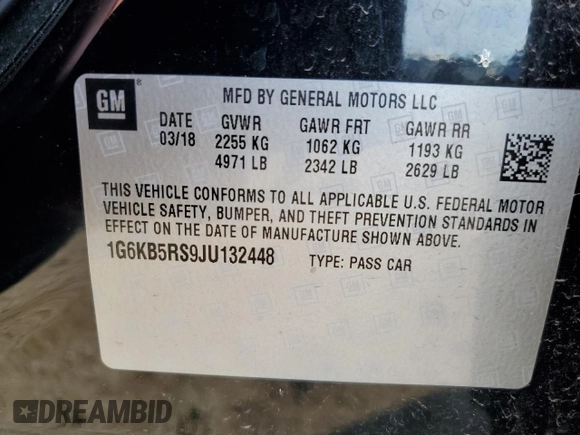 GM ®
MFD BY GENERAL MOTORS LLC
DATE GVWR GAWR FRT GAWR RR
03/18 2255 KG 1062 KG 1193 KG
4971 LB 2342 LB 2629 LB
THIS VEHICLE CONFORMS TO ALL APPLICABLE U.S. FEDERAL MOTOR
VEHICLE SAFETY, BUMPER, AND THEFT PREVENTION STANDARDS IN
EFFECT ON THE DATE OF MANUFACTURE SHOWN ABOVE.
1G6KB5RS9JU132448 TYPE: PASS CAR
DREAMBID